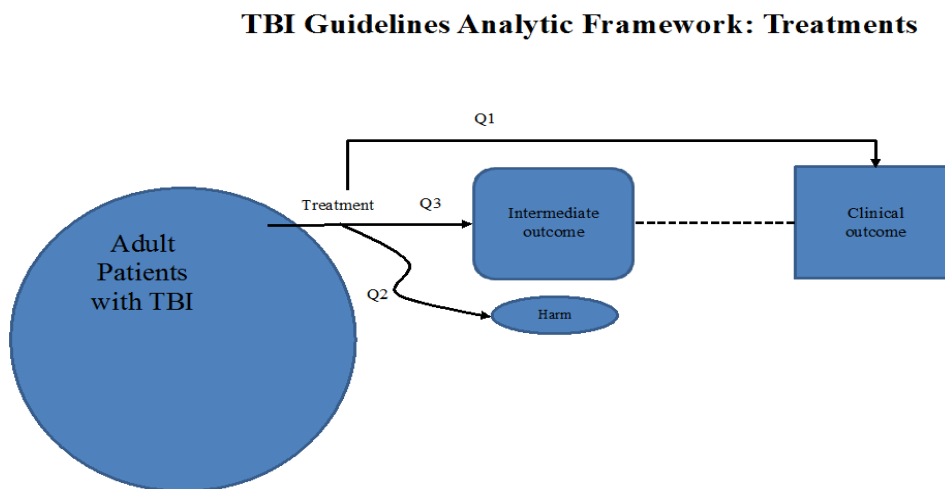 TBI Guidelines Analytic Framework: Treatments
Q1
Treatment
Q3
Intermediate
outcome
Clinical
outcome
Adult
Patients
with TBI
Q2
Harm